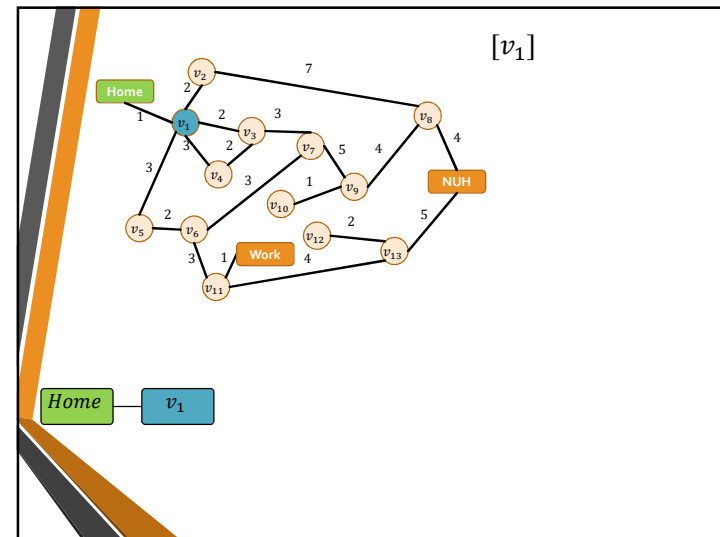 [v₁]
v₂
7
Home
2
1
v₁
2
3
v₃
v₈
3
2
v₇
5
4
4
v₄
3
3
1
v₉
NUH
v₁₀
5
v₅
2
v₆
v₁₂
2
3
1
Work
4
v₁₃
v₁₁
Home
v₁